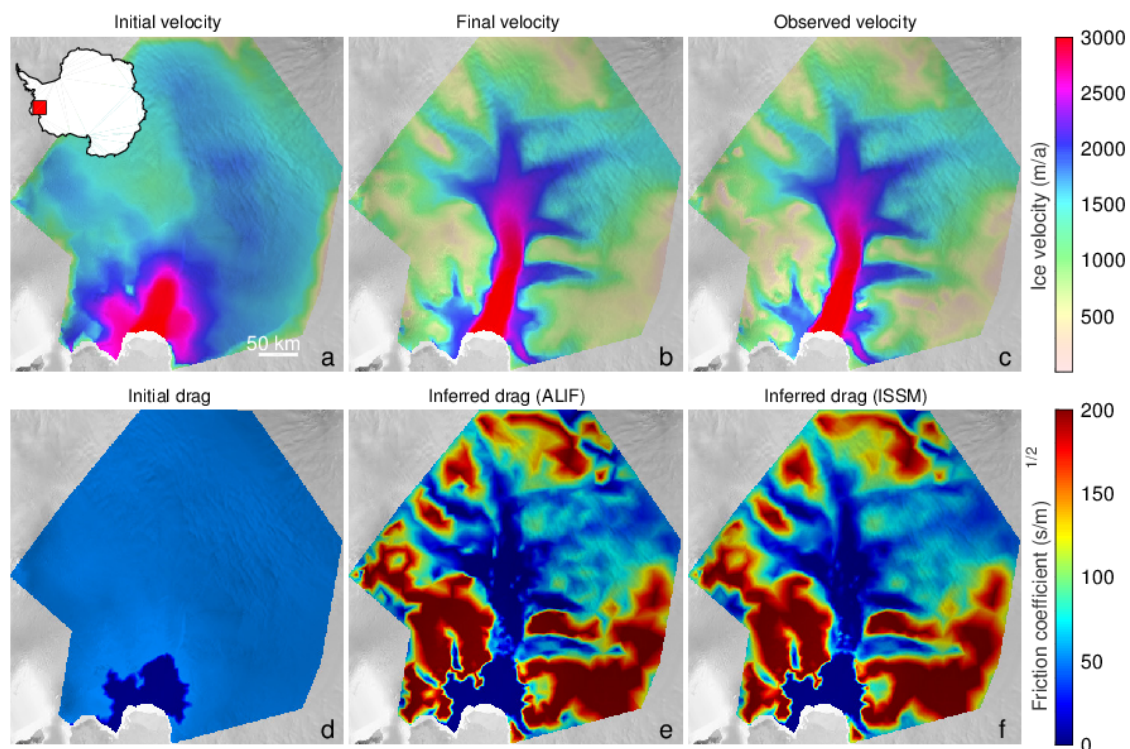 Initial velocity
Final velocity
Observed velocity
50 km
a
b
c
3000
2500
2000
1500
1000
500
Ice velocity (m/a)
Initial drag
Inferred drag (ALIF)
Inferred drag (ISSM)
d
e
f
200
150
100
50
0
Friction coefficient (s/m)
1/2